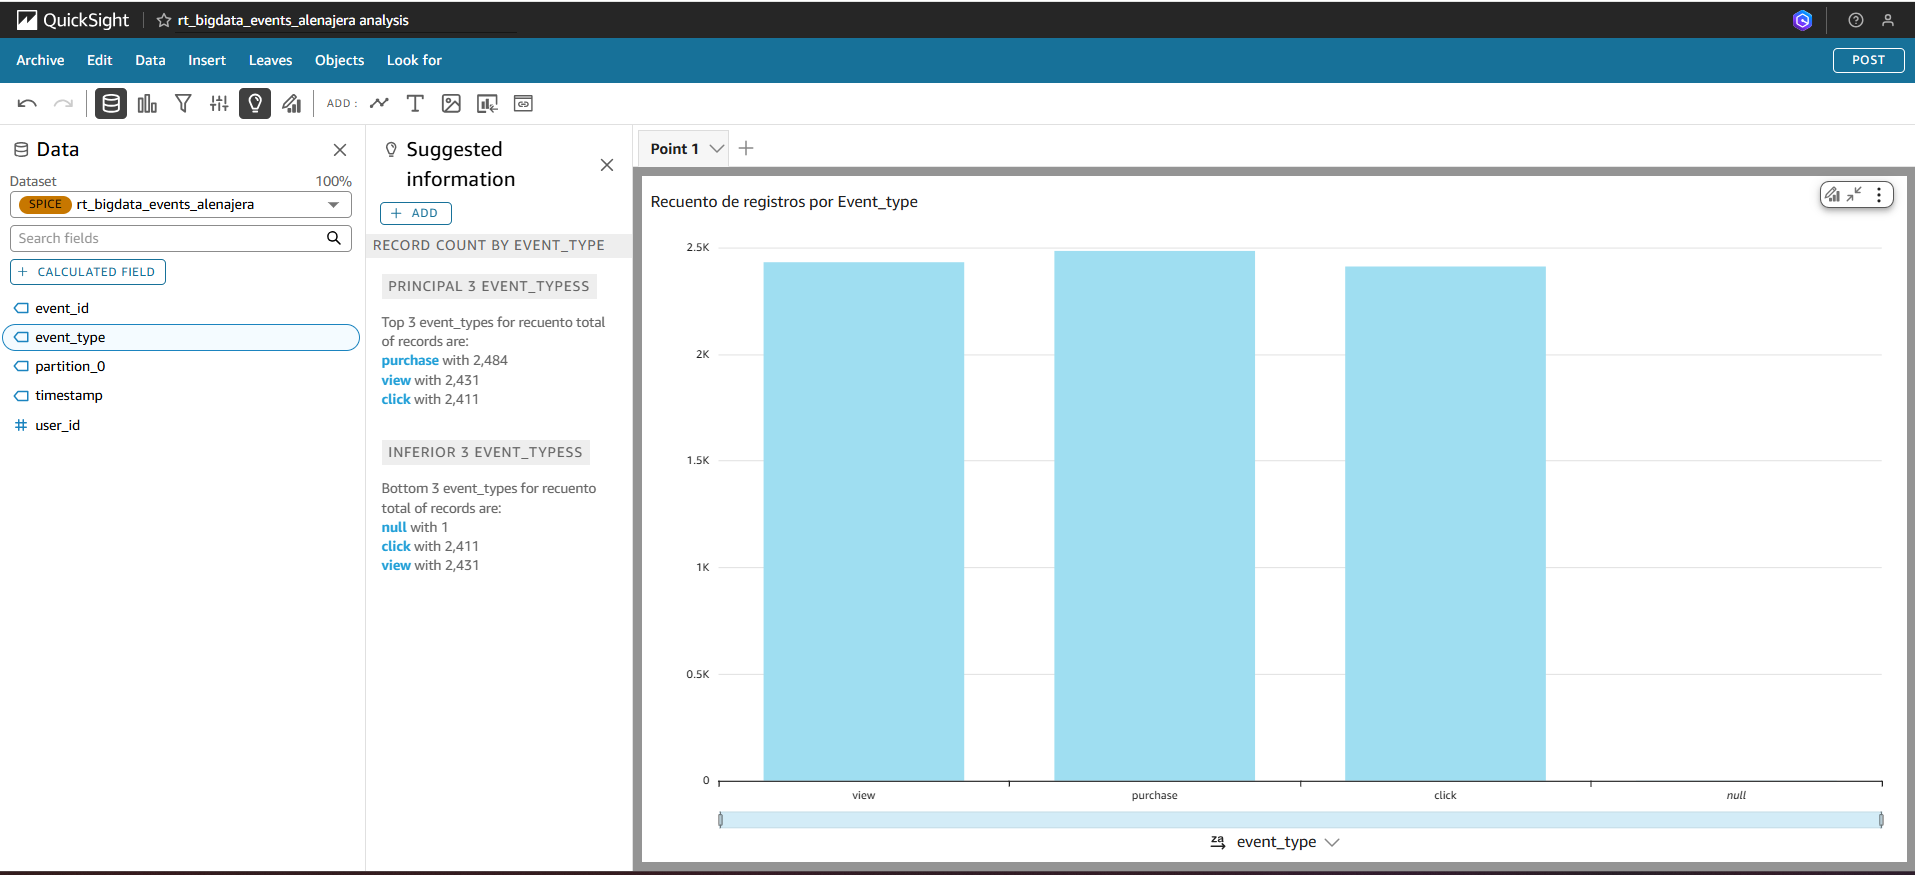 QuickSight
rt_bigdata_events_alenajera analysis
Archive Edit Data Insert Leaves Objects Look for
POST
ADD :
Data
Dataset 100%
SPICE rt_bigdata_events_alenajera
Search fields
+ CALCULATED FIELD
event_id
event_type
partition_0
timestamp
# user_id
Suggested
information
+ ADD
RECORD COUNT BY EVENT_TYPE
PRINCIPAL 3 EVENT_TYPESS
Top 3 event_types for recuento total
of records are:
purchase with 2,484
view with 2,431
click with 2,411
INFERIOR 3 EVENT_TYPESS
Bottom 3 event_types for recuento
total of records are:
null with 1
click with 2,411
view with 2,431
Point 1
Recuento de registros por Event_type
2.5K
2K
1.5K
1K
0.5K
0
view purchase click null
za event_type